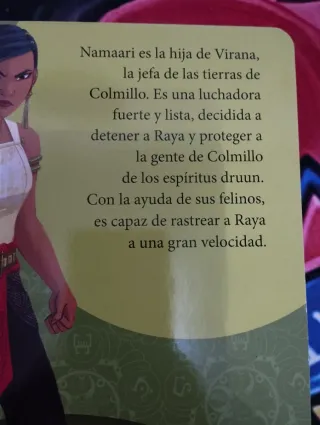 Namaari es la hija de Virana,
la jefa de las tierras de
Colmillo. Es una luchadora
fuerte y lista, decidida a
detener a Raya y proteger a
la gente de Colmillo
de los espíritus druun.
Con la ayuda de sus felinos,
es capaz de rastrear a Raya
a una gran velocidad.